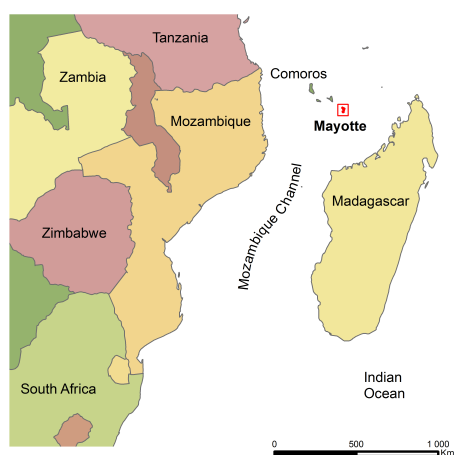 Tanzania
Zambia
Comoros
Mozambique
Mayotte
Mozambique Channel
Madagascar
Zimbabwe
South Africa
Indian
Ocean
0 500 1 000
Km